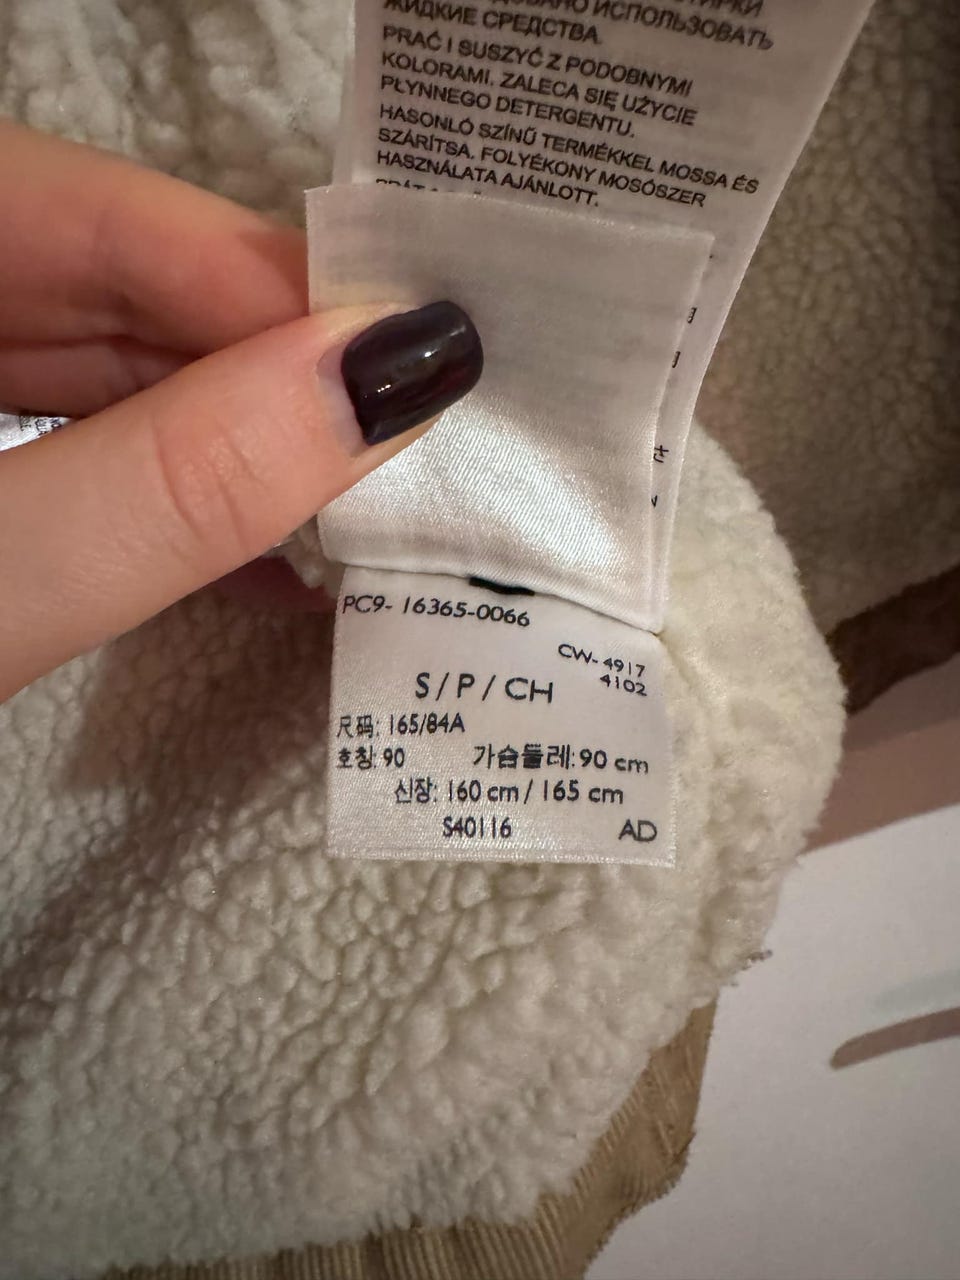 ИСПОЛЬЗОВАТЬ
ЖИДКИЕ СРЕДСТВА.
PRAĆ I SUSZYĆ Z PODOBNYMI
KOLORAMI. ZALECA SIĘ UŻYCIE
PŁYNNEGO DETERGENTU.
HASONLÓ SZÍNŰ TERMÉKKEL MOSSA ÉS
SZÁRÍTSA. FOLYÉKONY MOSÓSZER
HASZNÁLATA AJÁNLOTT.
PC9- 16365-0066
CW-4917
4102
S / P / CH
尺码: 165/84A
호칭: 90 가슴둘레: 90 cm
신장: 160 cm / 165 cm
S40116 AD